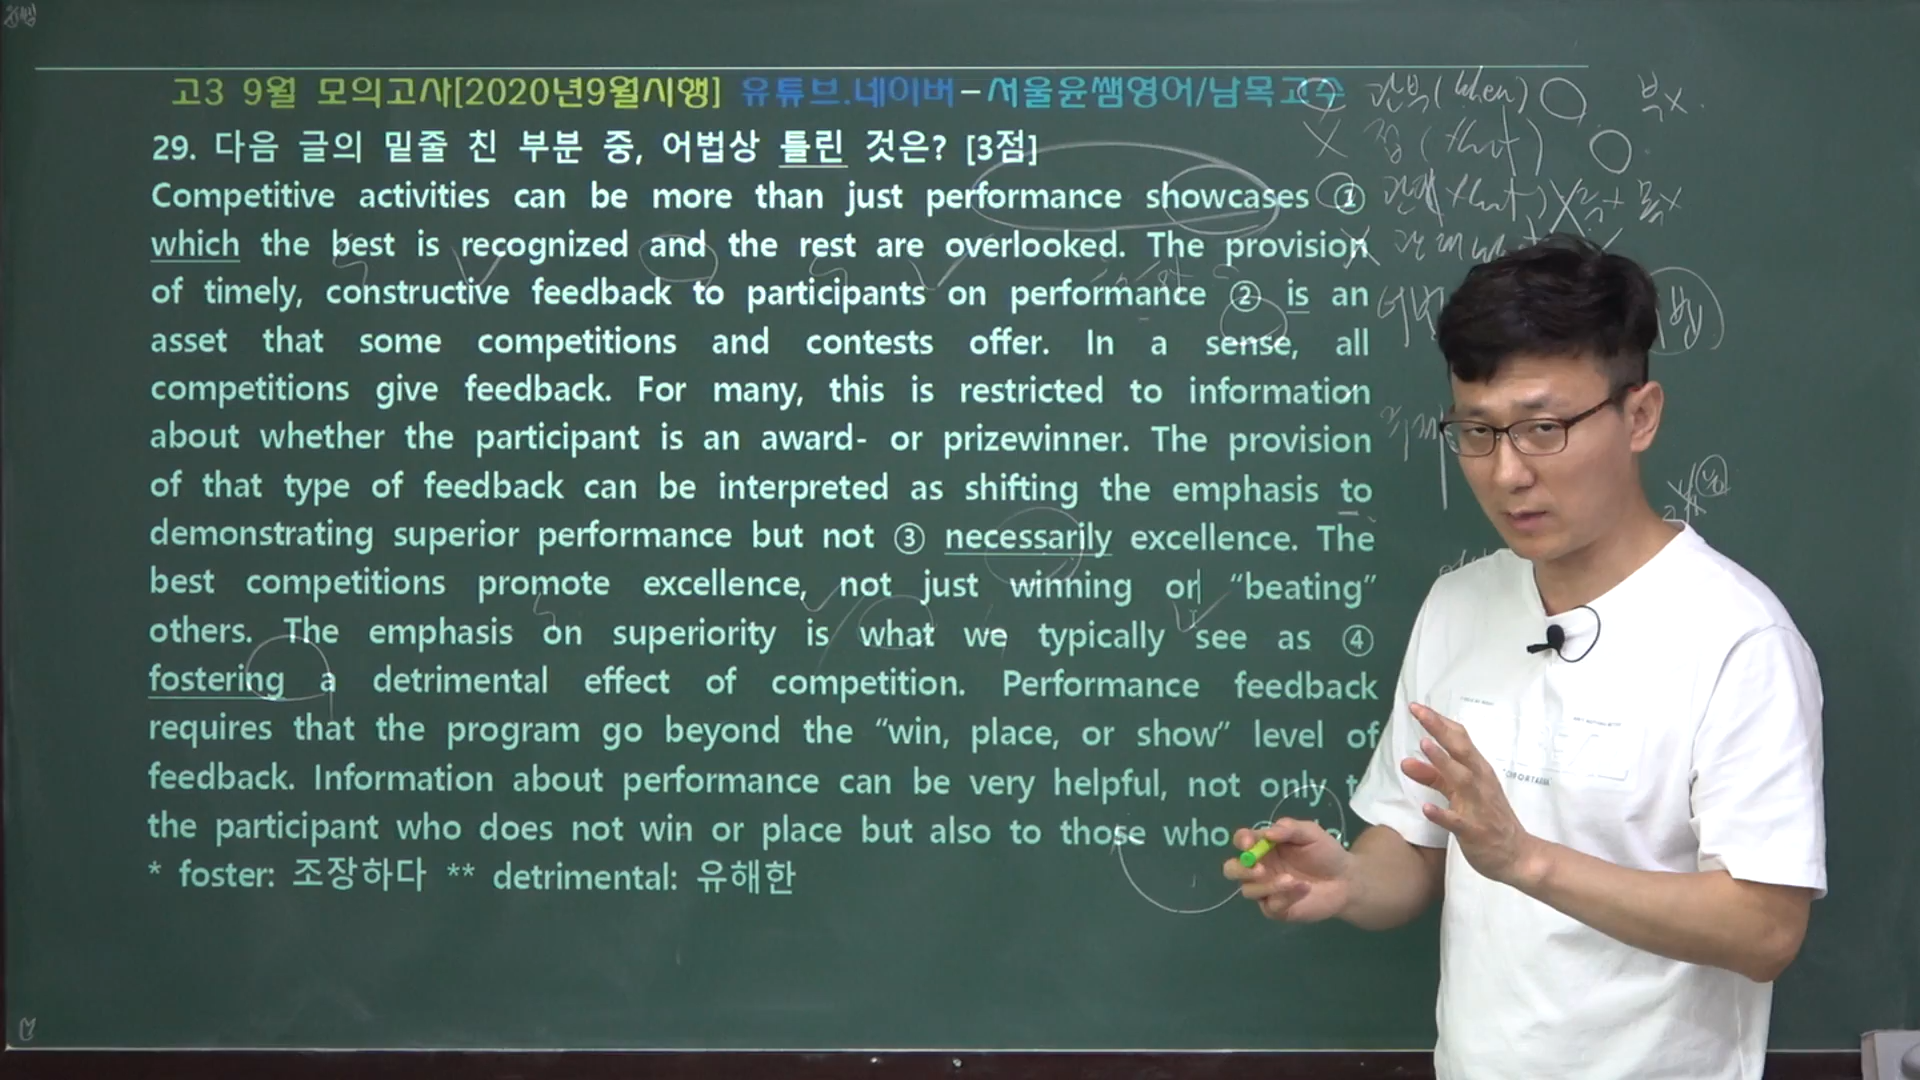 고3 9월 모의고사[2020년9월시행] 유튜브.네이버-서울윤쌤영어/남목고수
29. 다음 글의 밑줄 친 부분 중, 어법상 틀린 것은? [3점]
Competitive activities can be more than just performance showcases ①
which the best is recognized and the rest are overlooked. The provision
of timely, constructive feedback to participants on performance ② is an
asset that some competitions and contests offer. In a sense, all
competitions give feedback. For many, this is restricted to information
about whether the participant is an award- or prizewinner. The provision
of that type of feedback can be interpreted as shifting the emphasis to
demonstrating superior performance but not ③ necessarily excellence. The
best competitions promote excellence, not just winning or “beating”
others. The emphasis on superiority is what we typically see as ④
fostering a detrimental effect of competition. Performance feedback
requires that the program go beyond the “win, place, or show” level of
feedback. Information about performance can be very helpful, not only
the participant who does not win or place but also to those who
* foster: 조장하다 ** detrimental: 유해한
(when)
(that)